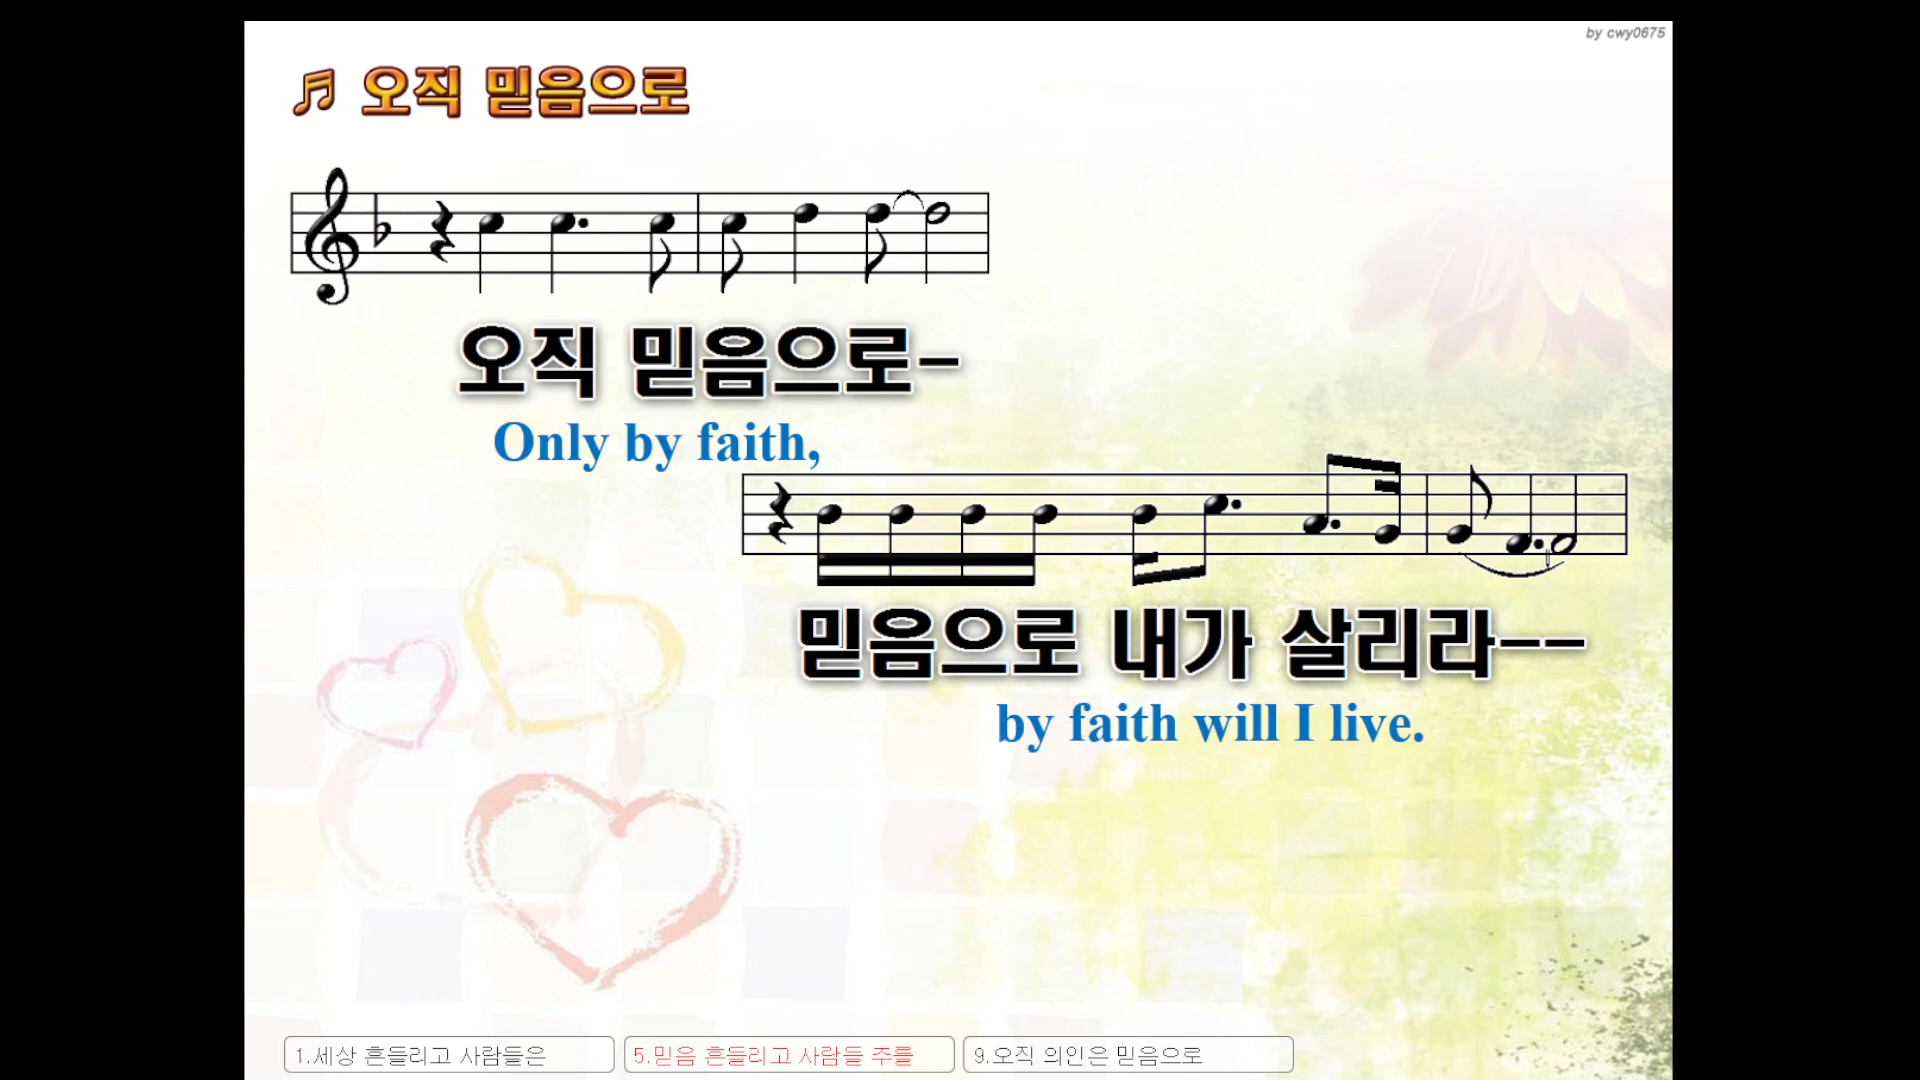 by cwy0675
오직 믿음으로
오직 믿음으로-
Only by faith,
믿음으로 내가 살리라--
by faith will I live.
1.세상 흔들리고 사람들은
5.믿음 흔들리고 사람들 주를
9.오직 의인은 믿음으로